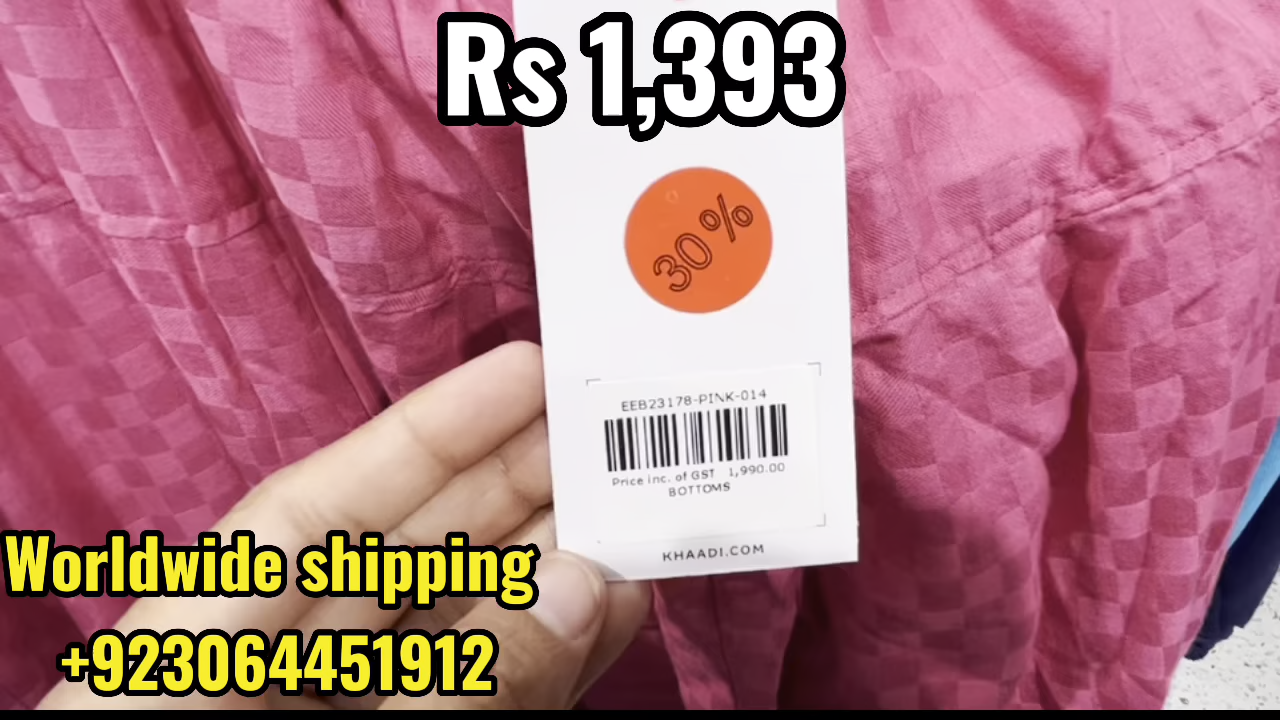 Rs 1,393
30%
EEB23178-PINK-014
Price inc. of GST 1,990.00
BOTTOMS
KHAADI.COM
Worldwide shipping
+923064451912